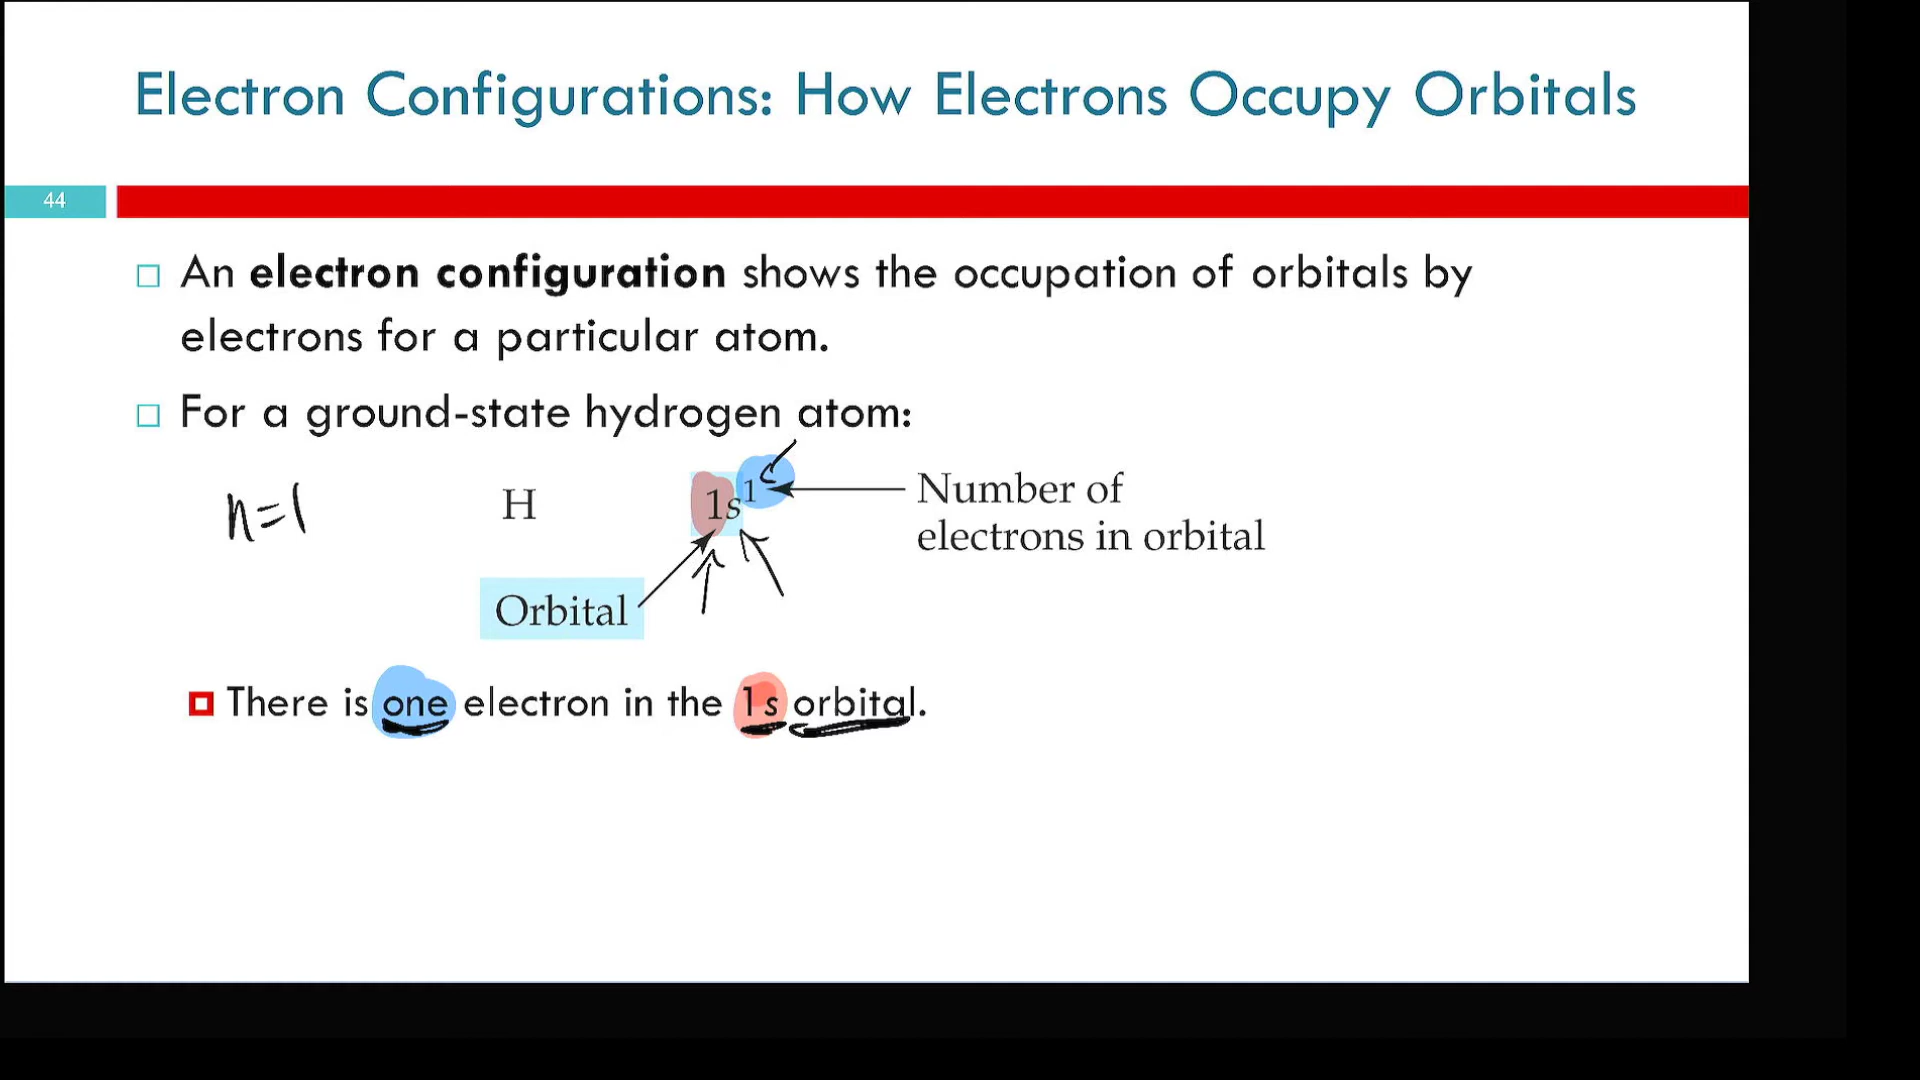 Electron Configurations: How Electrons Occupy Orbitals
44
An electron configuration shows the occupation of orbitals by
electrons for a particular atom.
For a ground-state hydrogen atom:
n=1
H
1s¹
Number of
electrons in orbital
Orbital
There is one electron in the 1s orbital.